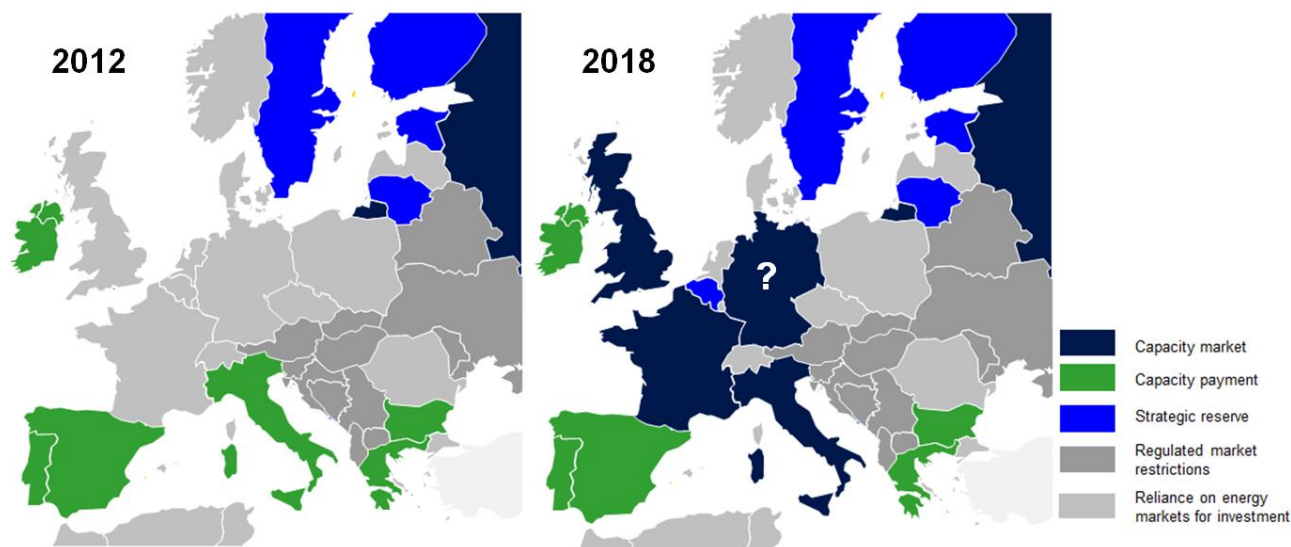 2012
2018
?
Capacity market
Capacity payment
Strategic reserve
Regulated market
restrictions
Reliance on energy
markets for investment